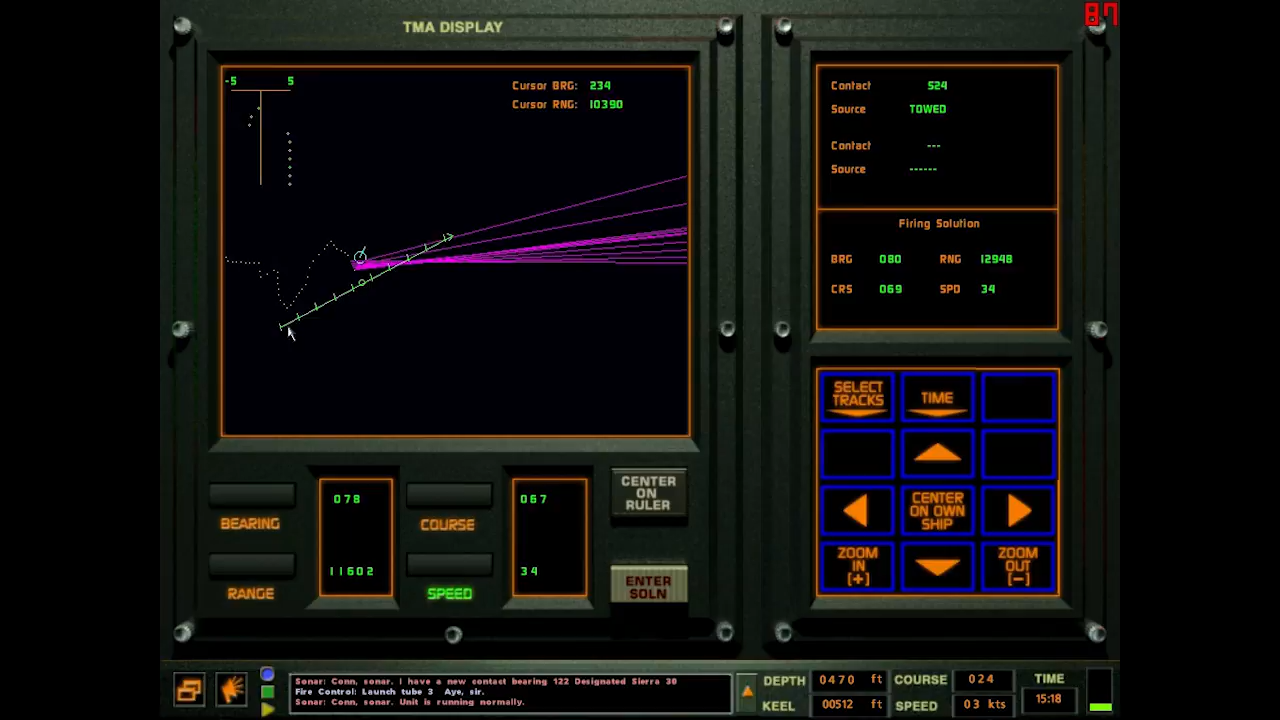 87
TMA DISPLAY
-5 5
Cursor BRG: 234
Cursor RNG: 10390
Contact S24
Source TOWED
Contact ---
Source ------
Firing Solution
BRG 080 RNG 12948
CRS 069 SPD 34
SELECT TRACKS
TIME
CENTER ON OWN SHIP
ZOOM IN [+]
ZOOM OUT [-]
BEARING 078
COURSE 067
RANGE 11602
SPEED 34
CENTER ON RULER
ENTER SOLN
Sonar: Conn, sonar. I have a new contact bearing 122 Designated Sierra 30
Fire Control: Launch tube 3 Aye, sir.
Sonar: Conn, sonar. Unit is running normally.
DEPTH 0470 ft COURSE 024
KEEL 00512 ft SPEED 03 kts
TIME
15:18